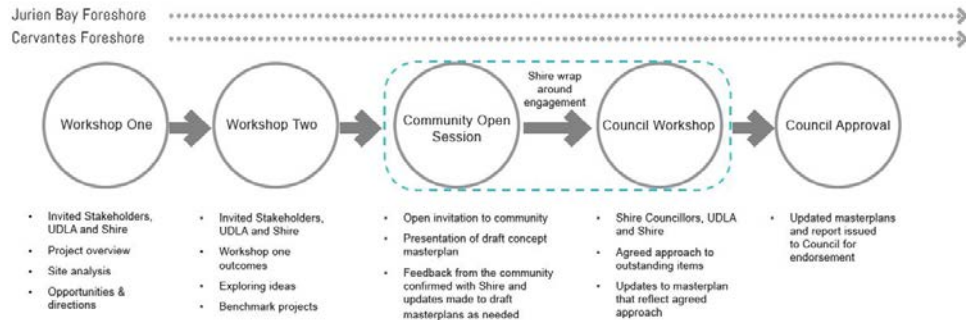 Jurien Bay Foreshore
Cervantes Foreshore
Workshop One
Workshop Two
Community Open
Session
Shire wrap
around
engagement
Council Workshop
Council Approval
• Invited Stakeholders,
UDLA and Shire
• Project overview
• Site analysis
• Opportunities &
directions
• Invited Stakeholders,
UDLA and Shire
• Workshop one
outcomes
• Exploring ideas
• Benchmark projects
• Open invitation to community
• Presentation of draft concept
masterplan
• Feedback from the community
confirmed with Shire and
updates made to draft
masterplans as needed
• Shire Councillors, UDLA
and Shire
• Agreed approach to
outstanding items
• Updates to masterplan
that reflect agreed
approach
• Updated masterplans
and report issued
to Council for
endorsement